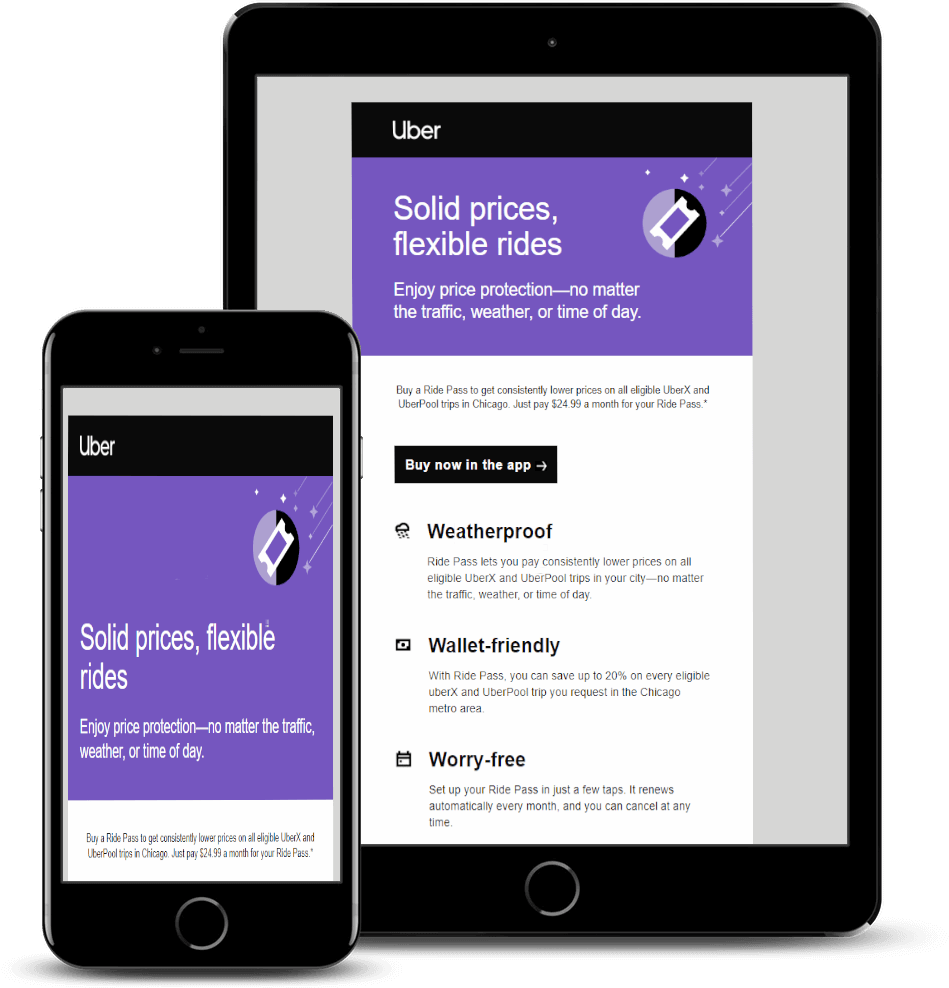 Uber
Solid prices,
flexible rides
Enjoy price protection—no matter
the traffic, weather, or time of day.
Buy a Ride Pass to get consistently lower prices on all eligible UberX and
UberPool trips in Chicago. Just pay $24.99 a month for your Ride Pass.*
Buy now in the app →
Weatherproof
Ride Pass lets you pay consistently lower prices on all
eligible UberX and UberPool trips in your city—no matter
the traffic, weather, or time of day.
Wallet-friendly
With Ride Pass, you can save up to 20% on every eligible
uberX and UberPool trip you request in the Chicago
metro area.
Worry-free
Set up your Ride Pass in just a few taps. It renews
automatically every month, and you can cancel at any
time.
Uber
Solid prices, flexible
rides
Enjoy price protection—no matter the traffic,
weather, or time of day.
Buy a Ride Pass to get consistently lower prices on all eligible UberX and
UberPool trips in Chicago. Just pay $24.99 a month for your Ride Pass.*